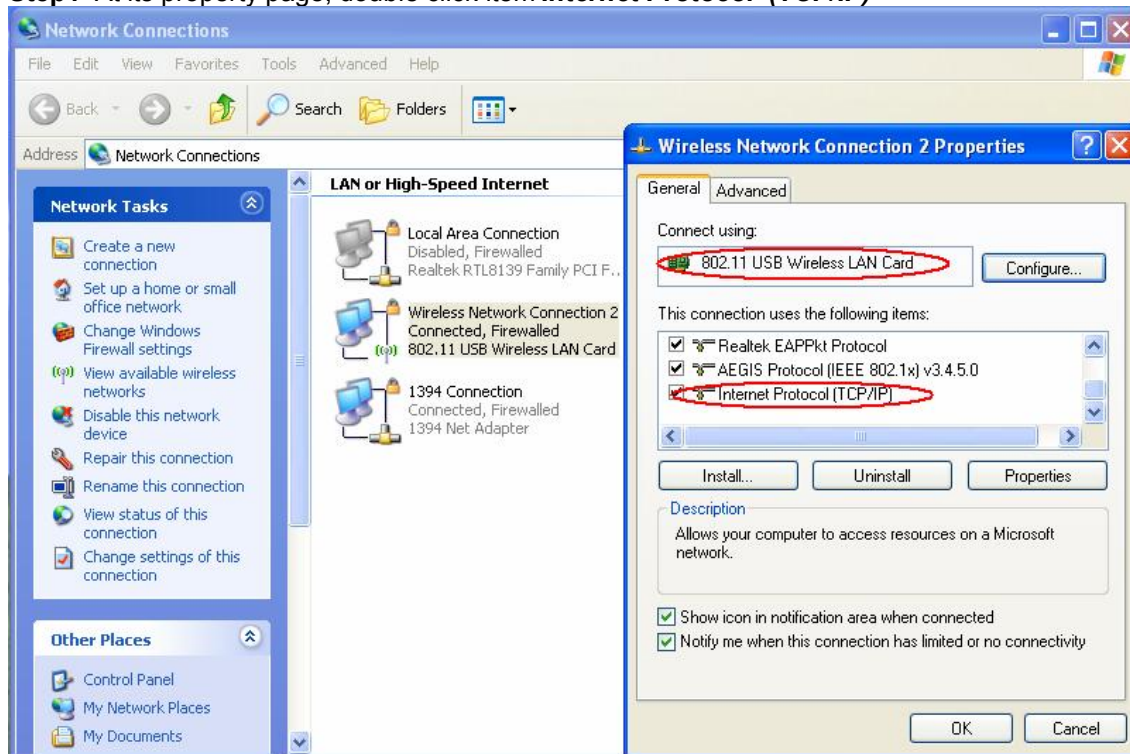 Network Connections
File Edit View Favorites Tools Advanced Help
Back Search Folders
Address Network Connections
Network Tasks
Create a new
connection
Set up a home or small
office network
Change Windows
Firewall settings
View available wireless
networks
Disable this network
device
Repair this connection
Rename this connection
View status of this
connection
Change settings of this
connection
Other Places
Control Panel
My Network Places
My Documents
LAN or High-Speed Internet
Local Area Connection
Disabled, Firewalled
Realtek RTL8139 Family PCI F...
Wireless Network Connection 2
Connected, Firewalled
802.11 USB Wireless LAN Card
1394 Connection
Connected, Firewalled
1394 Net Adapter
Wireless Network Connection 2 Properties
General Advanced
Connect using:
802.11 USB Wireless LAN Card Configure...
This connection uses the following items:
Realtek EAPPkt Protocol
AEGIS Protocol (IEEE 802.1x) v3.4.5.0
Internet Protocol (TCP/IP)
Install... Uninstall Properties
Description
Allows your computer to access resources on a Microsoft
network.
Show icon in notification area when connected
Notify me when this connection has limited or no connectivity
OK Cancel